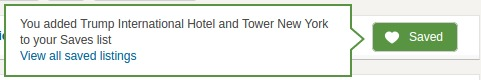 You added Trump International Hotel and Tower New York
to your Saves list
View all saved listings
Saved